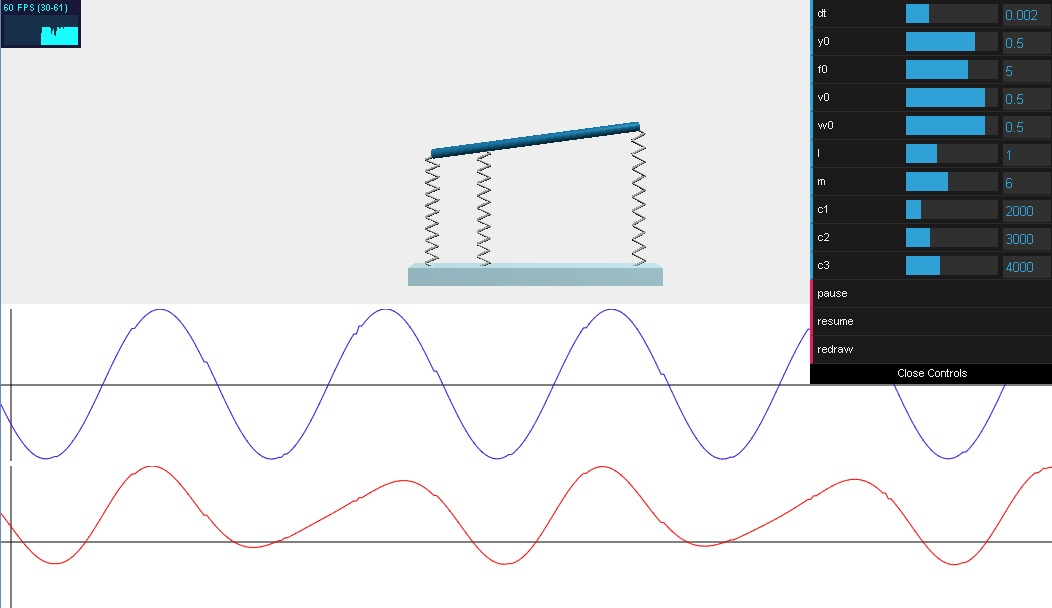 60 FPS (30-61)
dt 0.002
y0 0.5
f0 5
v0 0.5
w0 0.5
l 1
m 6
c1 2000
c2 3000
c3 4000
pause
resume
redraw
Close Controls